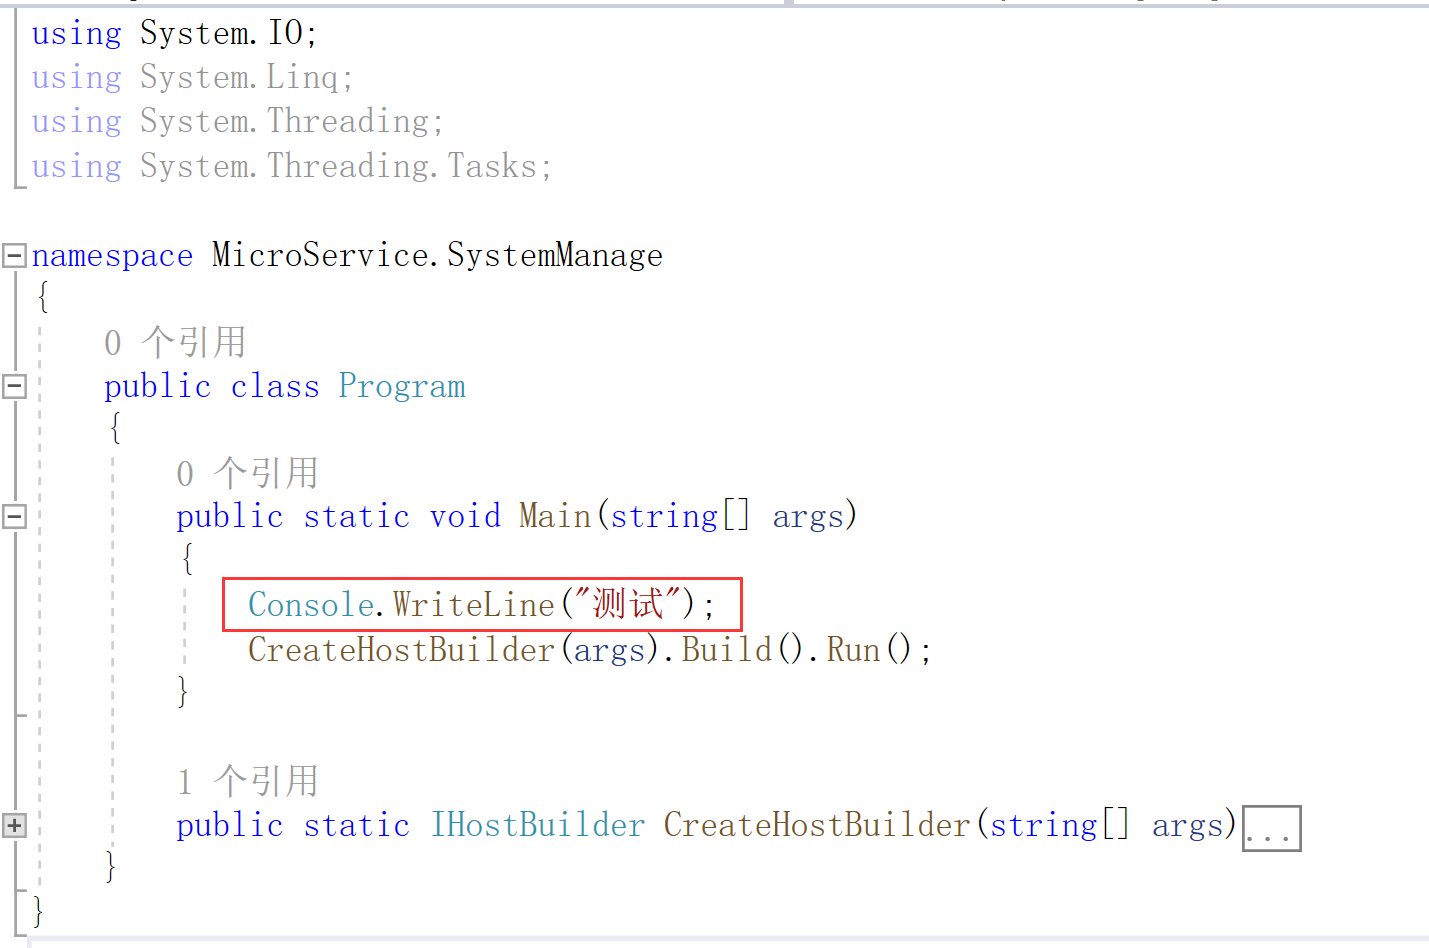 using System.IO;
using System.Linq;
using System.Threading;
using System.Threading.Tasks;
namespace MicroService.SystemManage
{
0 个引用
public class Program
{
0 个引用
public static void Main(string[] args)
{
Console.WriteLine("测试");
CreateHostBuilder(args).Build().Run();
}
1 个引用
public static IHostBuilder CreateHostBuilder(string[] args)...
}
}